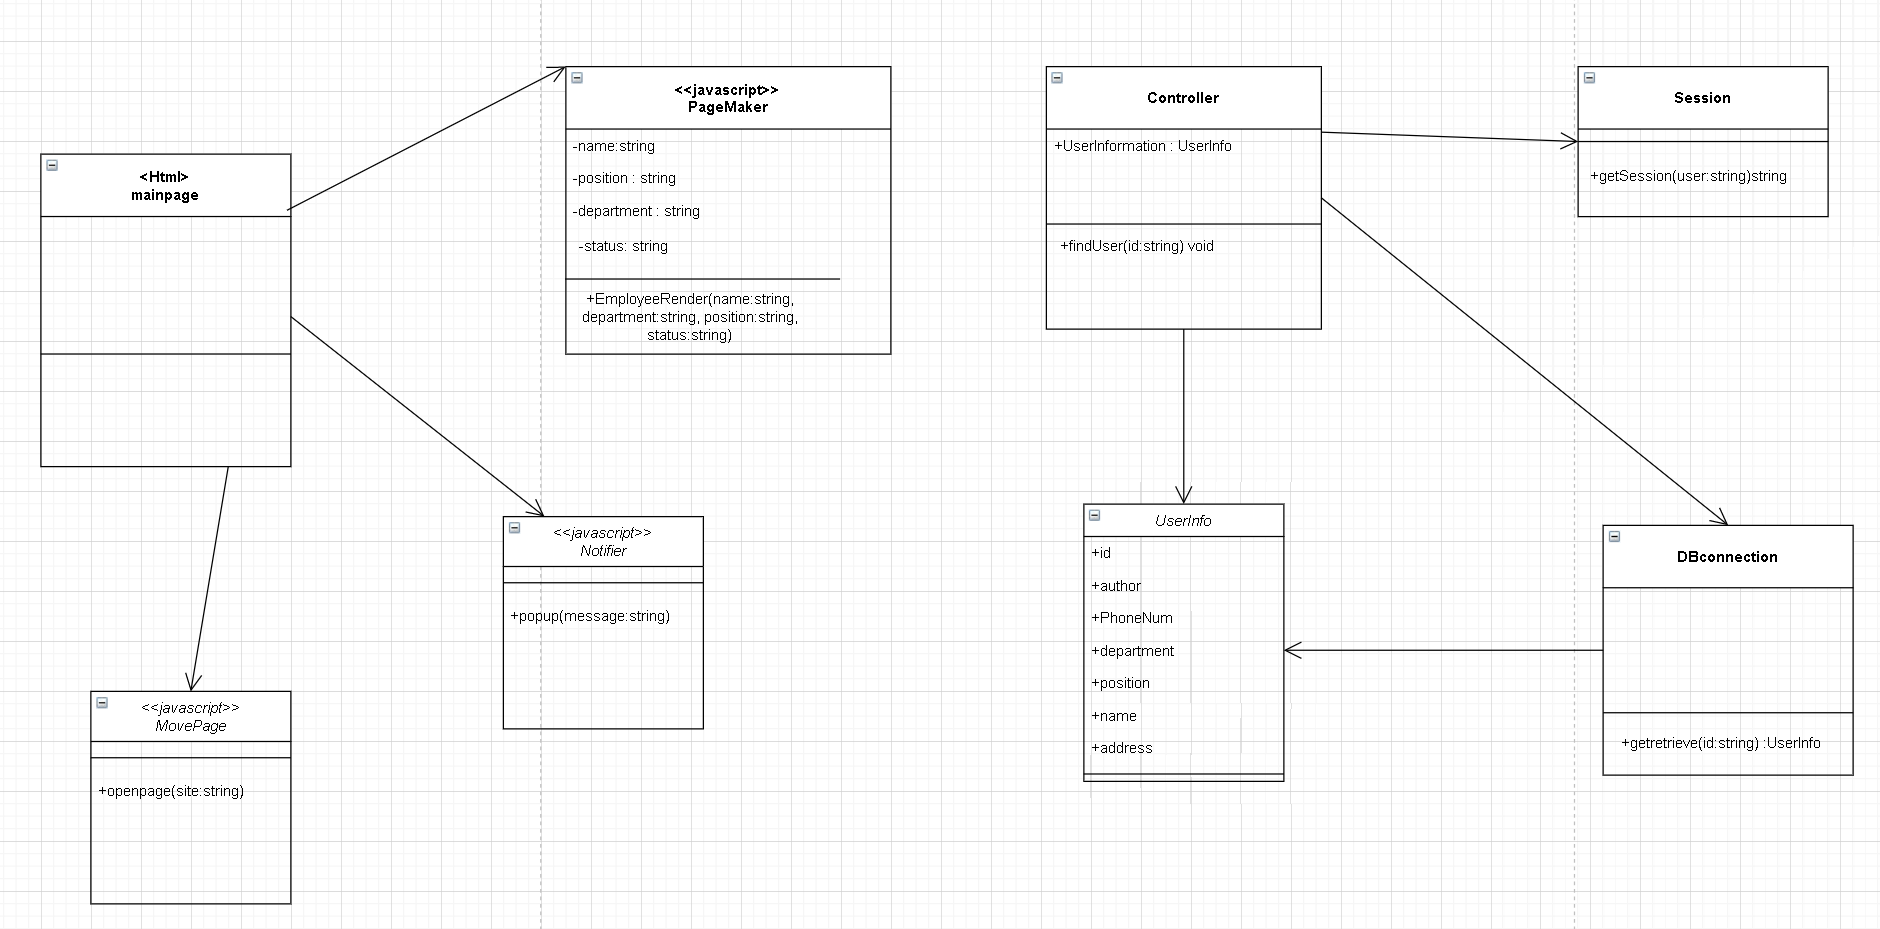 <Html>
mainpage
<<javascript>>
PageMaker
-name:string
-position : string
-department : string
-status: string
+EmployeeRender(name:string,
department:string, position:string,
status:string)
<<javascript>>
Notifier
+popup(message:string)
<<javascript>>
MovePage
+openpage(site:string)
Controller
+UserInformation : UserInfo
+findUser(id:string) void
Session
+getSession(user:string)string
UserInfo
+id
+author
+PhoneNum
+department
+position
+name
+address
DBconnection
+getretrieve(id:string) :UserInfo